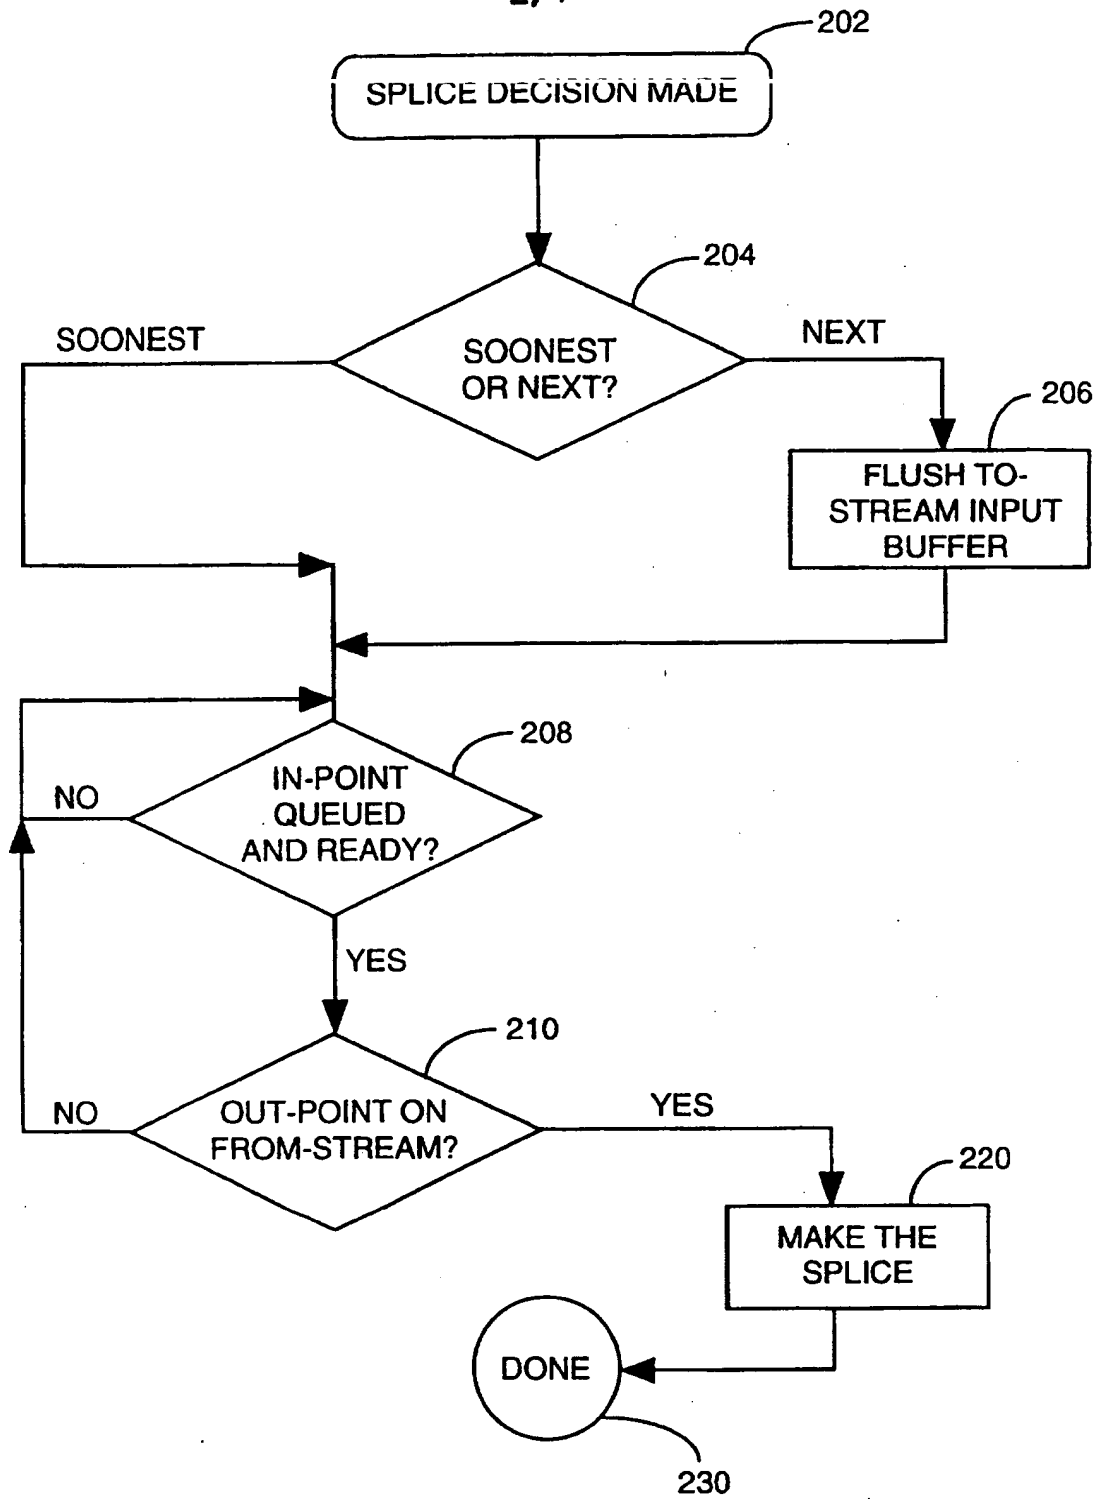 202
SPLICE DECISION MADE
204
SOONEST
NEXT
SOONEST
OR NEXT?
206
FLUSH TO-
STREAM INPUT
BUFFER
208
IN-POINT
QUEUED
AND READY?
NO
YES
210
OUT-POINT ON
FROM-STREAM?
NO
YES
220
MAKE THE
SPLICE
DONE
230